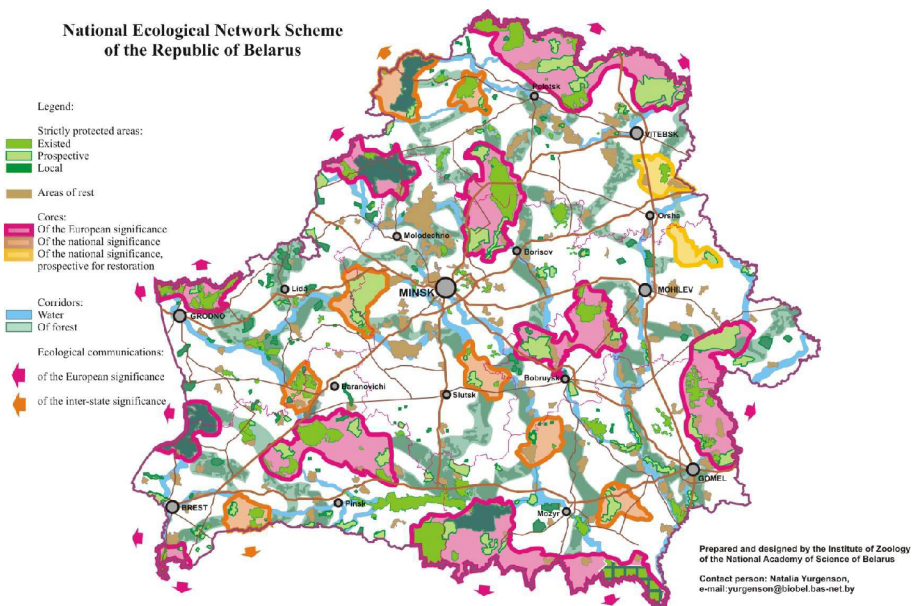 National Ecological Network Scheme
of the Republic of Belarus
Legend:
Strictly protected areas:
Existed
Prospective
Local
Areas of rest
Cores:
Of the European significance
Of the national significance
Of the national significance,
prospective for restoration
Corridors:
Water
Of forest
Ecological communications:
of the European significance
of the inter-state significance
Polotsk
VITEBSK
Orsha
Molodechno
Borisov
MINSK
Lida
MOHILEV
GRODNO
Baranovichi
Bobruysk
Slutsk
GOMEL
BREST
Pinsk
Mozyr
Prepared and designed by the Institute of Zoology
of the National Academy of Science of Belarus
Contact person: Natalia Yurgenson,
e-mail:yurgenson@biobel.bas-net.by